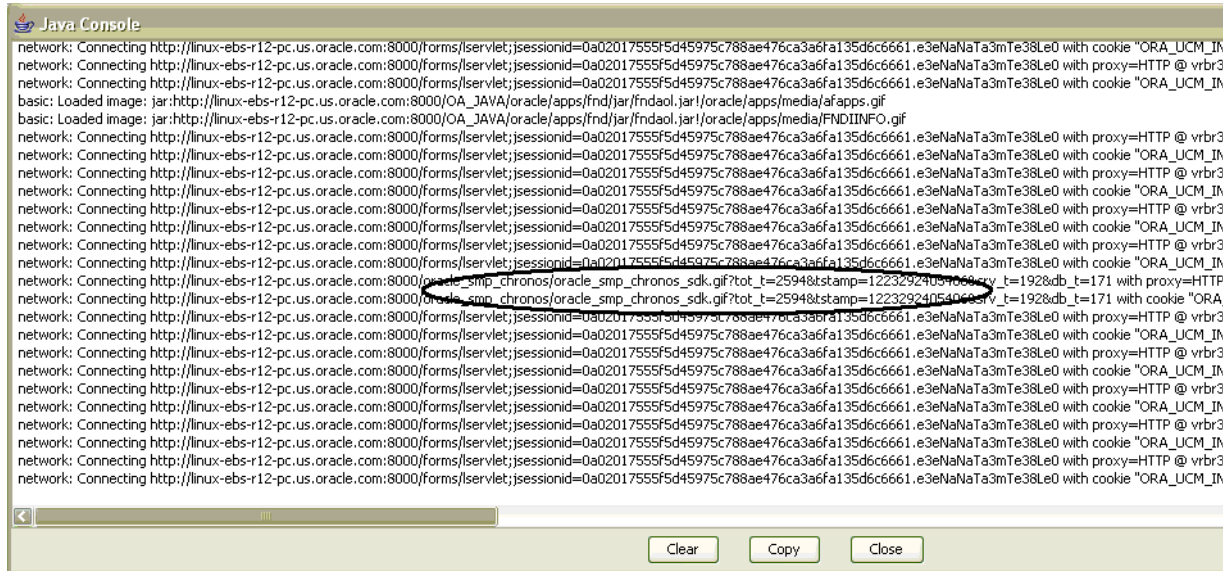 Java Console
network: Connecting http://linux-ebs-r12-pc.us.oracle.com:8000/forms/lservlet;jsessionid=0a02017555f5d45975c788ae476ca3a6fa135d6c6661.e3eNaNaTa3mTe38Le0 with cookie "ORA_UCM_IN
network: Connecting http://linux-ebs-r12-pc.us.oracle.com:8000/forms/lservlet;jsessionid=0a02017555f5d45975c788ae476ca3a6fa135d6c6661.e3eNaNaTa3mTe38Le0 with proxy=HTTP @ vrbr3
network: Connecting http://linux-ebs-r12-pc.us.oracle.com:8000/forms/lservlet;jsessionid=0a02017555f5d45975c788ae476ca3a6fa135d6c6661.e3eNaNaTa3mTe38Le0 with cookie "ORA_UCM_IN
basic: Loaded image: jar:http://linux-ebs-r12-pc.us.oracle.com:8000/OA_JAVA/oracle/apps/fnd/jar/fndaol.jar!/oracle/apps/media/afapps.gif
basic: Loaded image: jar:http://linux-ebs-r12-pc.us.oracle.com:8000/OA_JAVA/oracle/apps/fnd/jar/fndaol.jar!/oracle/apps/media/FNDIINFO.gif
network: Connecting http://linux-ebs-r12-pc.us.oracle.com:8000/forms/lservlet;jsessionid=0a02017555f5d45975c788ae476ca3a6fa135d6c6661.e3eNaNaTa3mTe38Le0 with proxy=HTTP @ vrbr3
network: Connecting http://linux-ebs-r12-pc.us.oracle.com:8000/forms/lservlet;jsessionid=0a02017555f5d45975c788ae476ca3a6fa135d6c6661.e3eNaNaTa3mTe38Le0 with cookie "ORA_UCM_IN
network: Connecting http://linux-ebs-r12-pc.us.oracle.com:8000/forms/lservlet;jsessionid=0a02017555f5d45975c788ae476ca3a6fa135d6c6661.e3eNaNaTa3mTe38Le0 with proxy=HTTP @ vrbr3
network: Connecting http://linux-ebs-r12-pc.us.oracle.com:8000/forms/lservlet;jsessionid=0a02017555f5d45975c788ae476ca3a6fa135d6c6661.e3eNaNaTa3mTe38Le0 with cookie "ORA_UCM_IN
network: Connecting http://linux-ebs-r12-pc.us.oracle.com:8000/forms/lservlet;jsessionid=0a02017555f5d45975c788ae476ca3a6fa135d6c6661.e3eNaNaTa3mTe38Le0 with proxy=HTTP @ vrbr3
network: Connecting http://linux-ebs-r12-pc.us.oracle.com:8000/forms/lservlet;jsessionid=0a02017555f5d45975c788ae476ca3a6fa135d6c6661.e3eNaNaTa3mTe38Le0 with cookie "ORA_UCM_IN
network: Connecting http://linux-ebs-r12-pc.us.oracle.com:8000/forms/lservlet;jsessionid=0a02017555f5d45975c788ae476ca3a6fa135d6c6661.e3eNaNaTa3mTe38Le0 with proxy=HTTP @ vrbr3
network: Connecting http://linux-ebs-r12-pc.us.oracle.com:8000/forms/lservlet;jsessionid=0a02017555f5d45975c788ae476ca3a6fa135d6c6661.e3eNaNaTa3mTe38Le0 with cookie "ORA_UCM_IN
network: Connecting http://linux-ebs-r12-pc.us.oracle.com:8000/oracle_smp_chronos/oracle_smp_chronos_sdk.gif?tot_t=2594&tstamp=1223292405406&srv_t=192&db_t=171 with proxy=HTTP
network: Connecting http://linux-ebs-r12-pc.us.oracle.com:8000/oracle_smp_chronos/oracle_smp_chronos_sdk.gif?tot_t=2594&tstamp=1223292405406&srv_t=192&db_t=171 with cookie "ORA
network: Connecting http://linux-ebs-r12-pc.us.oracle.com:8000/forms/lservlet;jsessionid=0a02017555f5d45975c788ae476ca3a6fa135d6c6661.e3eNaNaTa3mTe38Le0 with proxy=HTTP @ vrbr3
network: Connecting http://linux-ebs-r12-pc.us.oracle.com:8000/forms/lservlet;jsessionid=0a02017555f5d45975c788ae476ca3a6fa135d6c6661.e3eNaNaTa3mTe38Le0 with cookie "ORA_UCM_IN
network: Connecting http://linux-ebs-r12-pc.us.oracle.com:8000/forms/lservlet;jsessionid=0a02017555f5d45975c788ae476ca3a6fa135d6c6661.e3eNaNaTa3mTe38Le0 with proxy=HTTP @ vrbr3
network: Connecting http://linux-ebs-r12-pc.us.oracle.com:8000/forms/lservlet;jsessionid=0a02017555f5d45975c788ae476ca3a6fa135d6c6661.e3eNaNaTa3mTe38Le0 with cookie "ORA_UCM_IN
network: Connecting http://linux-ebs-r12-pc.us.oracle.com:8000/forms/lservlet;jsessionid=0a02017555f5d45975c788ae476ca3a6fa135d6c6661.e3eNaNaTa3mTe38Le0 with proxy=HTTP @ vrbr3
network: Connecting http://linux-ebs-r12-pc.us.oracle.com:8000/forms/lservlet;jsessionid=0a02017555f5d45975c788ae476ca3a6fa135d6c6661.e3eNaNaTa3mTe38Le0 with cookie "ORA_UCM_IN
network: Connecting http://linux-ebs-r12-pc.us.oracle.com:8000/forms/lservlet;jsessionid=0a02017555f5d45975c788ae476ca3a6fa135d6c6661.e3eNaNaTa3mTe38Le0 with proxy=HTTP @ vrbr3
network: Connecting http://linux-ebs-r12-pc.us.oracle.com:8000/forms/lservlet;jsessionid=0a02017555f5d45975c788ae476ca3a6fa135d6c6661.e3eNaNaTa3mTe38Le0 with cookie "ORA_UCM_IN
network: Connecting http://linux-ebs-r12-pc.us.oracle.com:8000/forms/lservlet;jsessionid=0a02017555f5d45975c788ae476ca3a6fa135d6c6661.e3eNaNaTa3mTe38Le0 with proxy=HTTP @ vrbr3
network: Connecting http://linux-ebs-r12-pc.us.oracle.com:8000/forms/lservlet;jsessionid=0a02017555f5d45975c788ae476ca3a6fa135d6c6661.e3eNaNaTa3mTe38Le0 with cookie "ORA_UCM_IN
Clear Copy Close